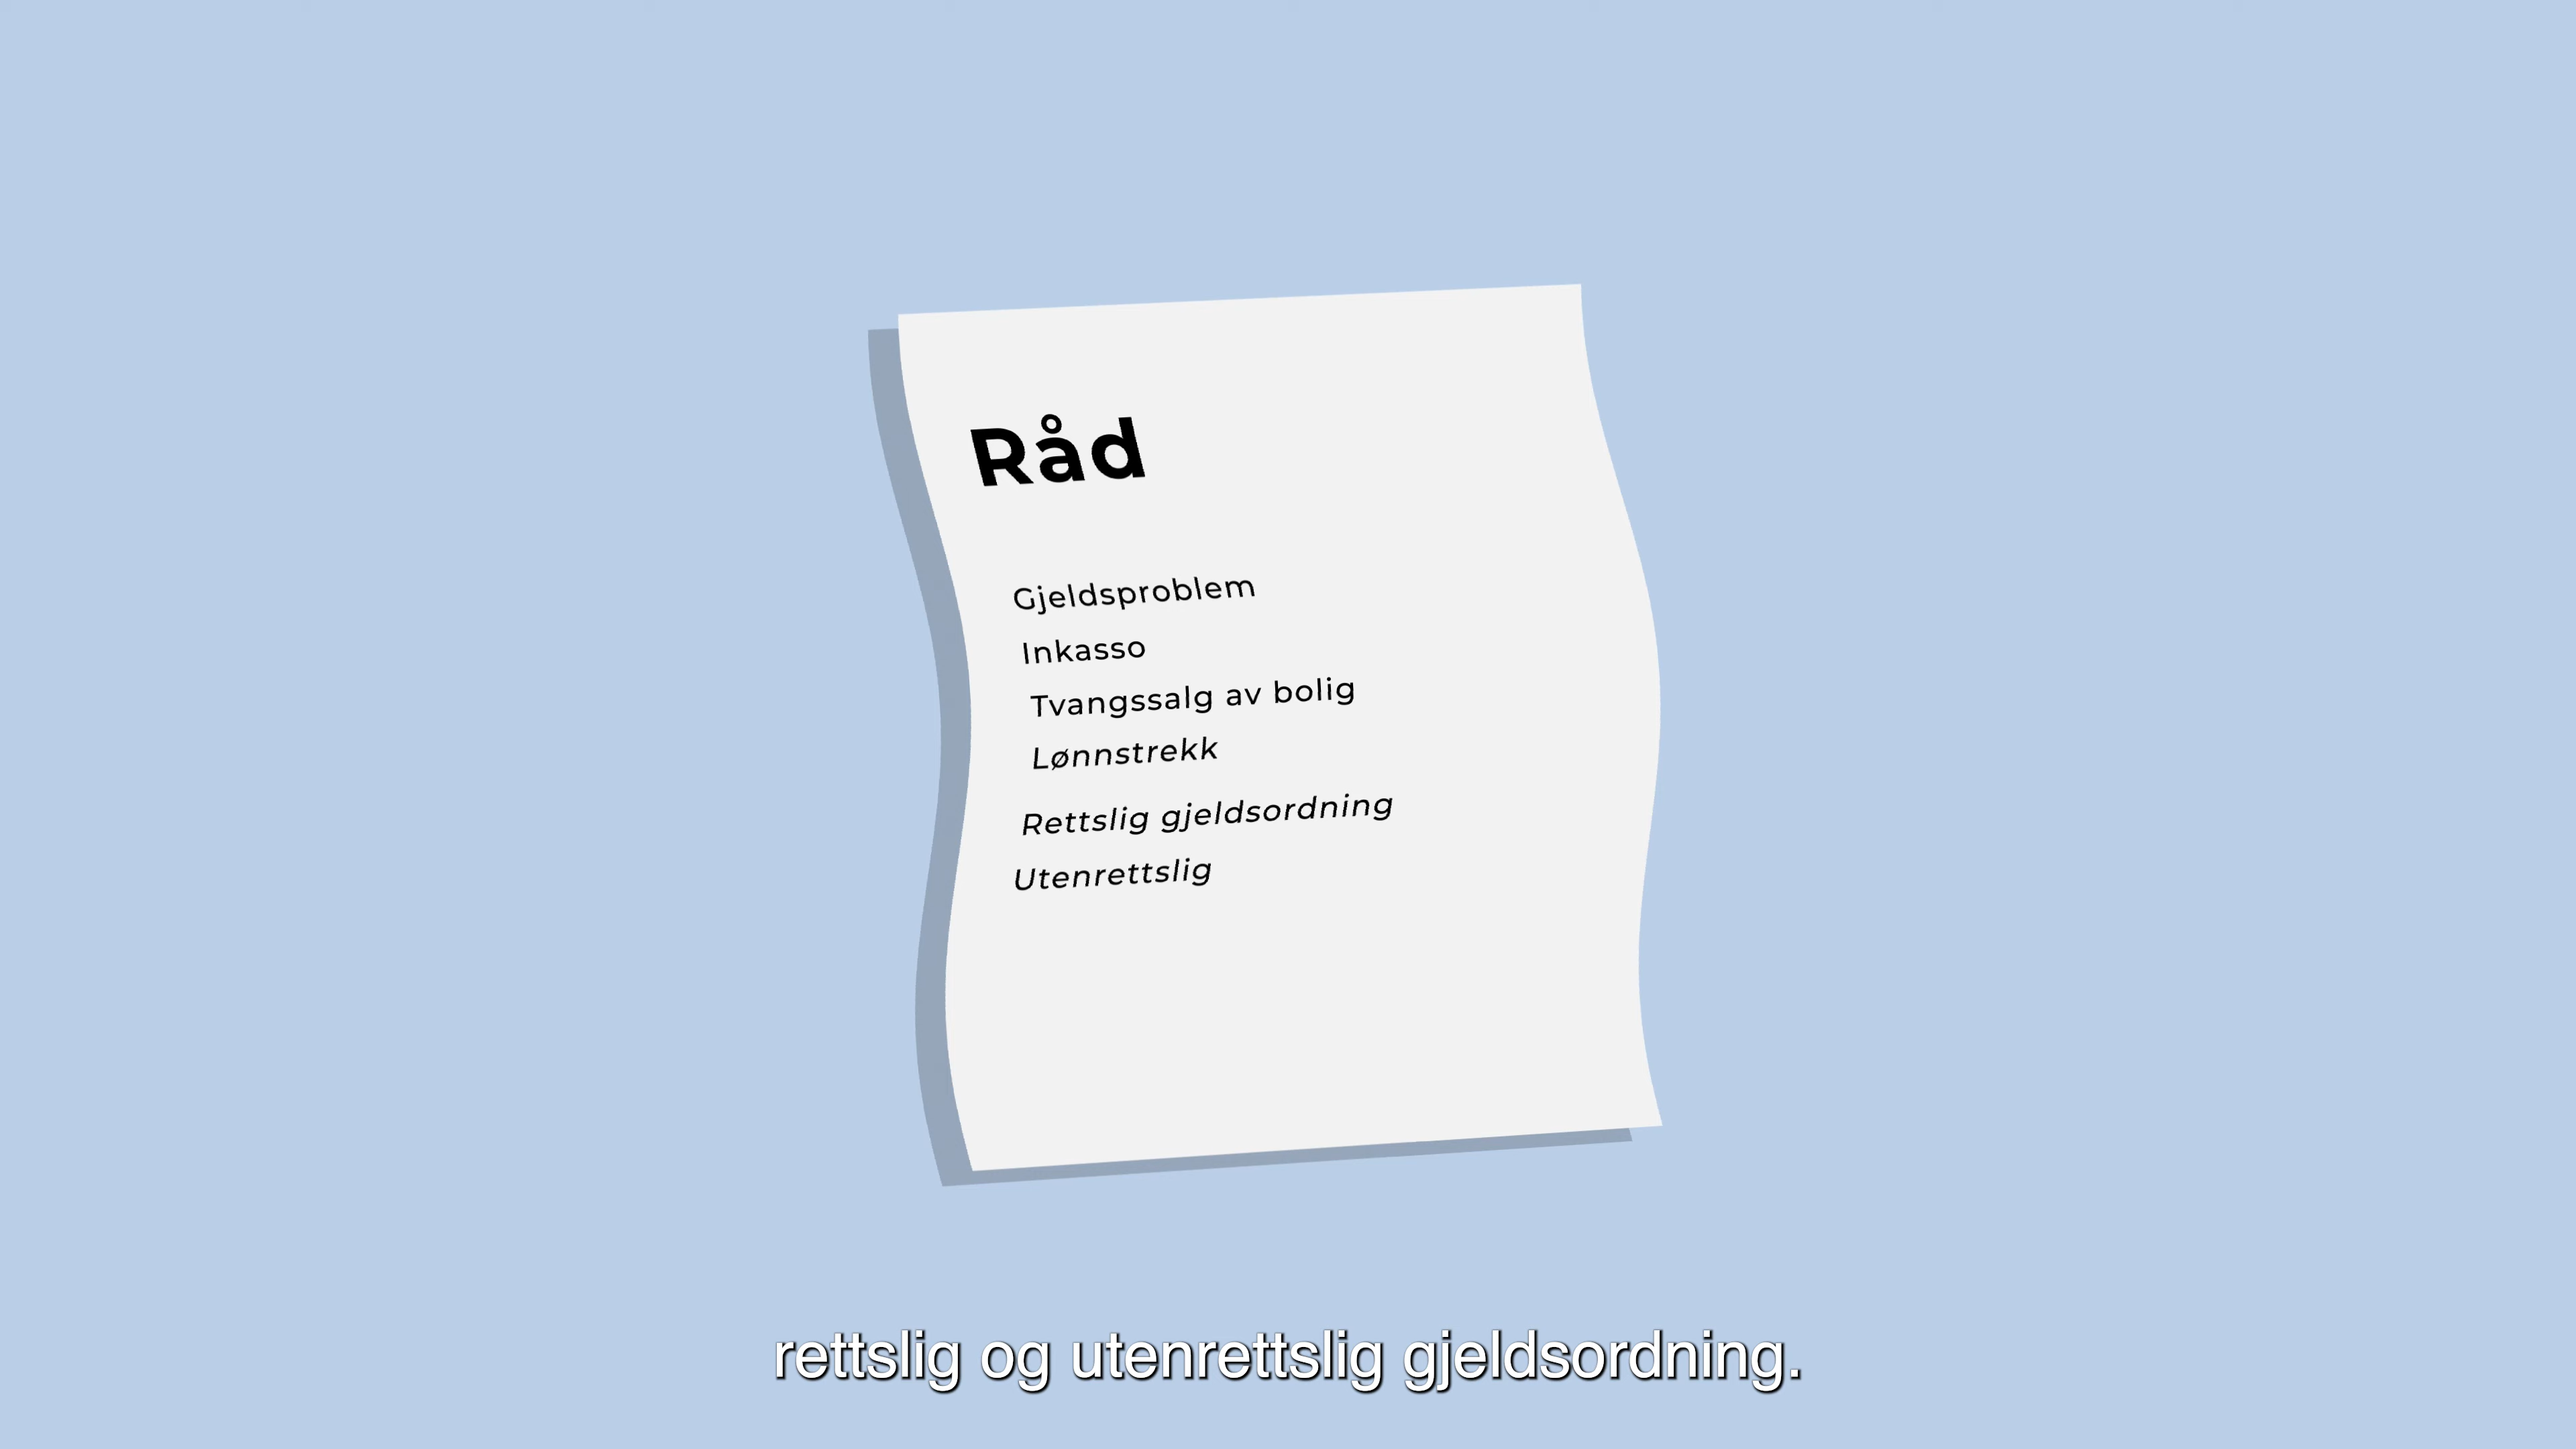 Råd
Gjeldsproblem
Inkasso
Tvangssalg av bolig
Lønnstrekk
Rettslig gjeldsordning
Utenrettslig
rettslig og utenrettslig gjeldsordning.